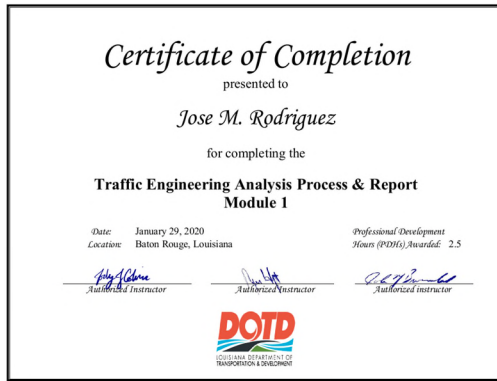 Certificate of Completion
presented to
Jose M. Rodriguez
for completing the
Traffic Engineering Analysis Process & Report
Module 1
Date: January 29, 2020
Location: Baton Rouge, Louisiana
Professional Development
Hours (PDHs) Awarded: 2.5
Authorized Instructor
Authorized Instructor
Authorized instructor
DOTD
LOUISIANA DEPARTMENT OF
TRANSPORTATION & DEVELOPMENT